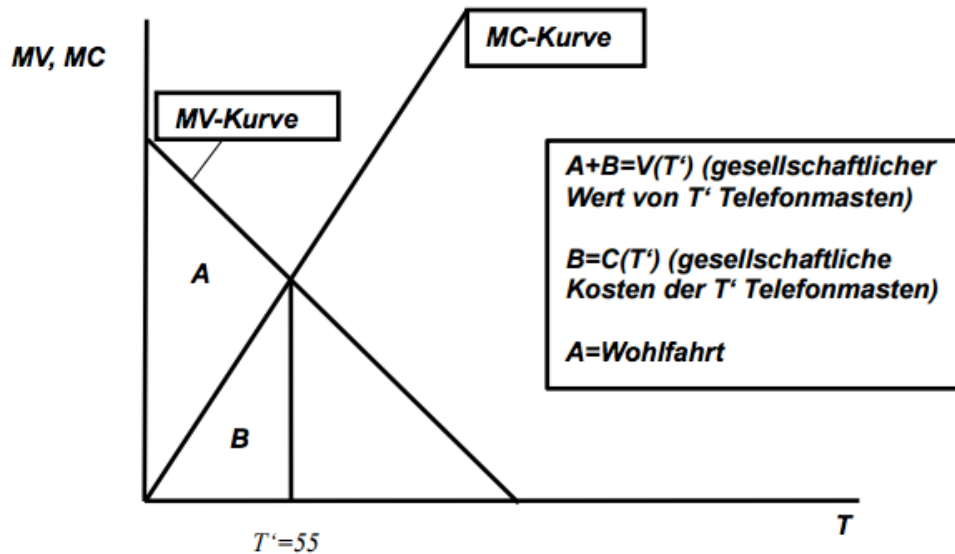 MV, MC
MC-Kurve
MV-Kurve
A
B
A+B=V(T‘) (gesellschaftlicher
Wert von T‘ Telefonmasten)
B=C(T‘) (gesellschaftliche
Kosten der T‘ Telefonmasten)
A=Wohlfahrt
T
T‘=55